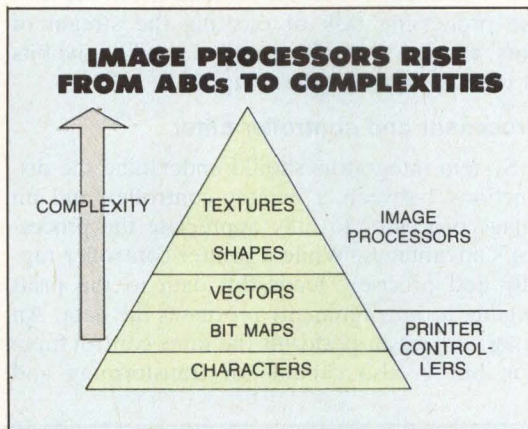 IMAGE PROCESSORS RISE
FROM ABCs TO COMPLEXITIES
COMPLEXITY
TEXTURES
SHAPES
IMAGE
PROCESSORS
VECTORS
BIT MAPS
CHARACTERS
PRINTER
CONTROL-
LERS